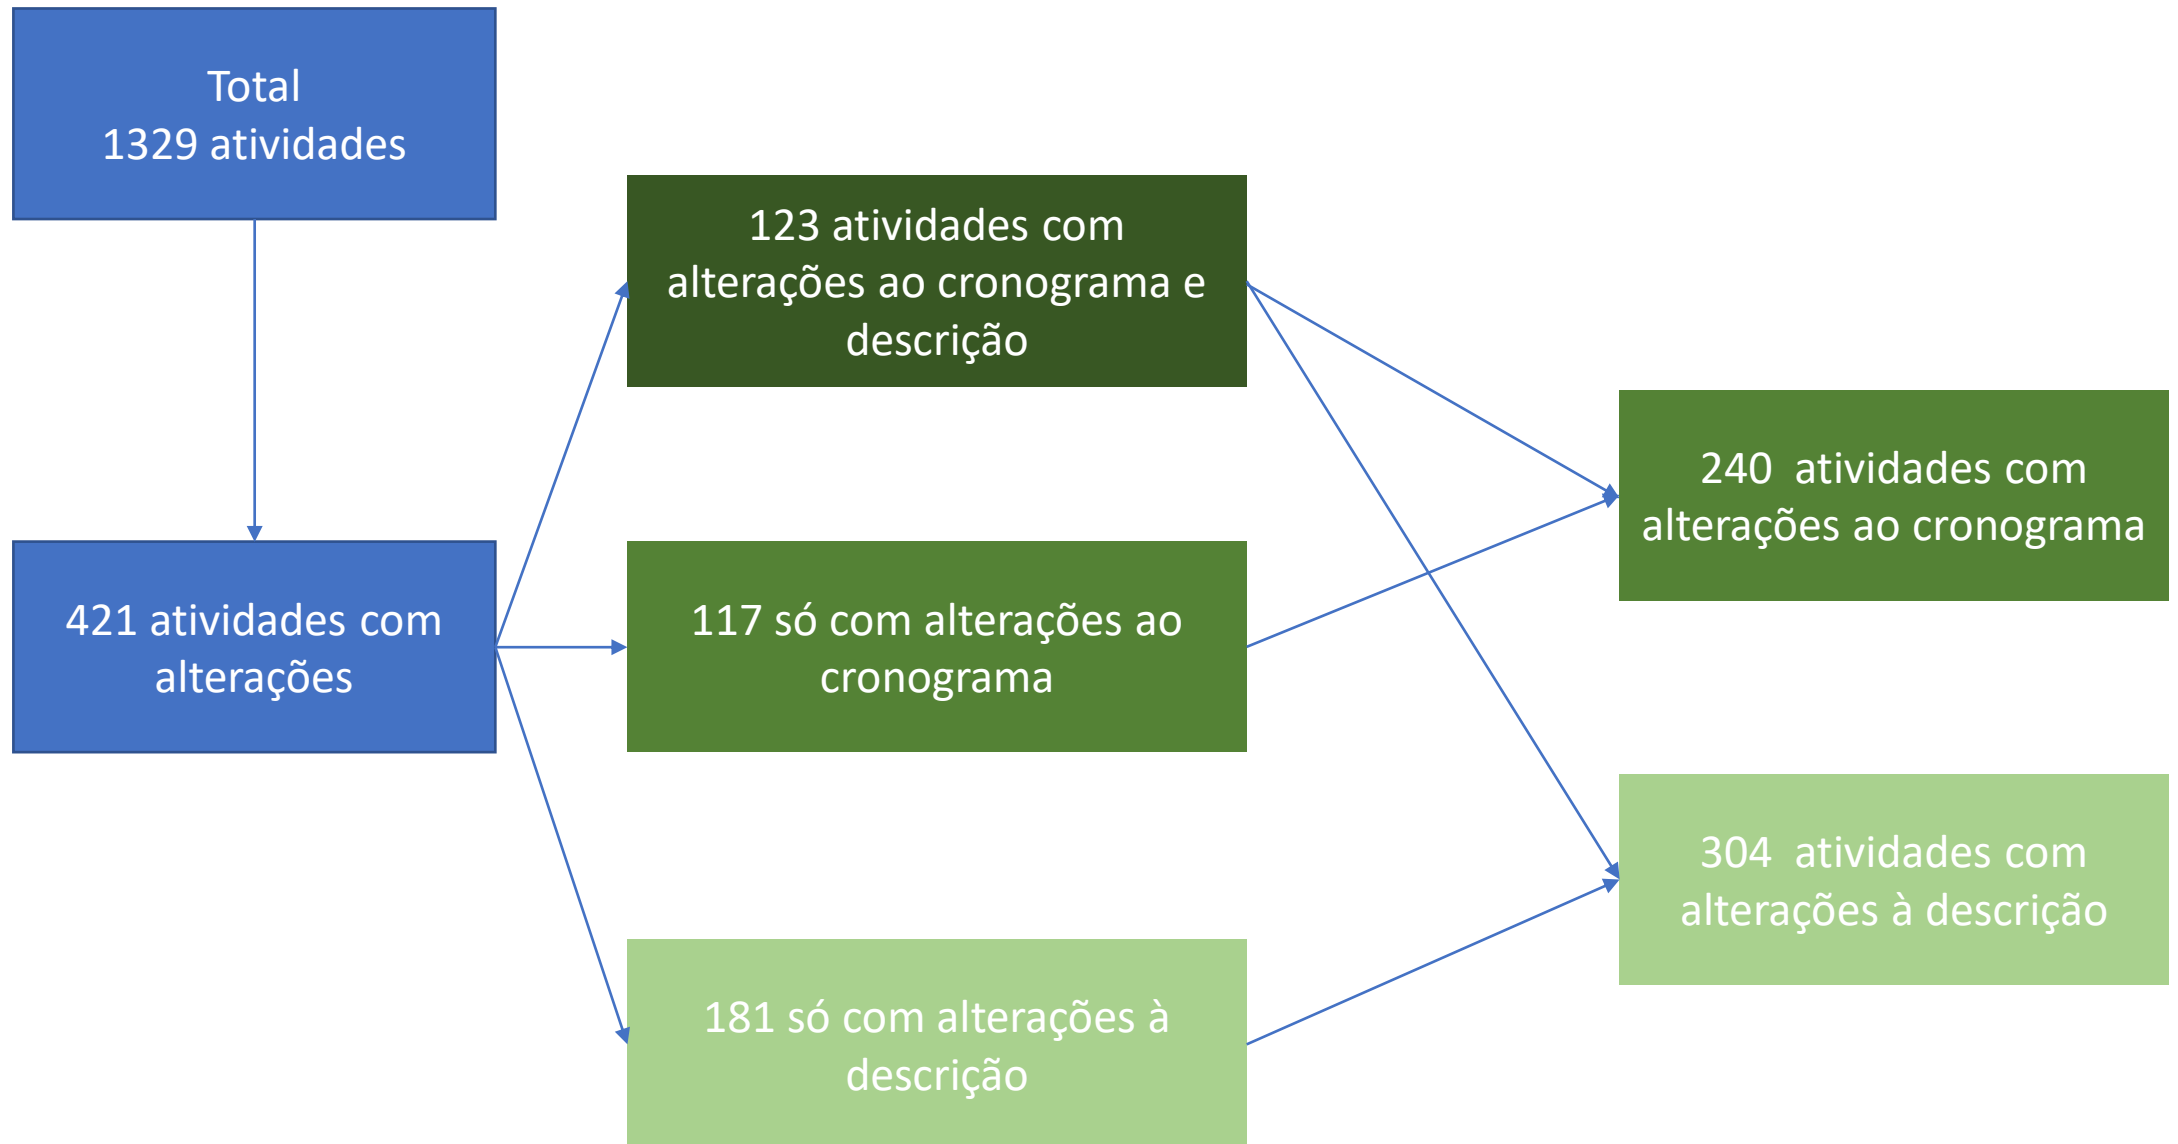 Total
1329 atividades
421 atividades com
alterações
123 atividades com
alterações ao cronograma e
descrição
117 só com alterações ao
cronograma
181 só com alterações à
descrição
240  atividades com
alterações ao cronograma
304  atividades com
alterações à descrição